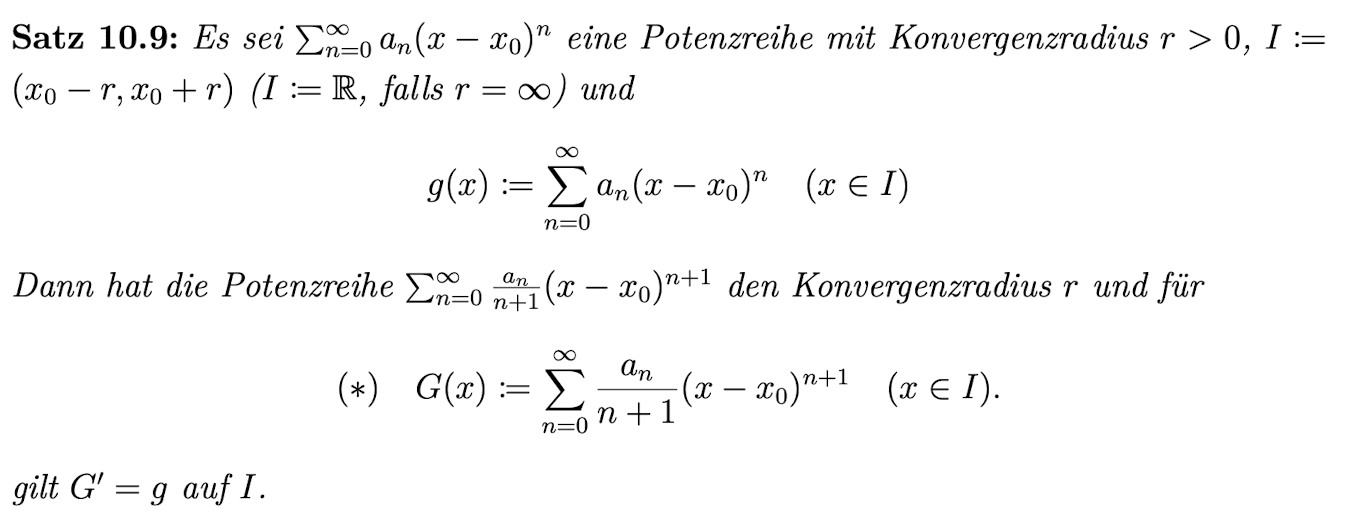 Satz 10.9: Es sei $\sum_{n=0}^{\infty} a_n(x-x_0)^n$ eine Potenzreihe mit Konvergenzradius $r > 0$, $I :=$
$(x_0 - r, x_0 + r)$ ($I := \mathbb{R}$, falls $r = \infty$) und
$g(x) := \sum_{n=0}^{\infty} a_n(x-x_0)^n \quad (x \in I)$
Dann hat die Potenzreihe $\sum_{n=0}^{\infty} \frac{a_n}{n+1}(x-x_0)^{n+1}$ den Konvergenzradius $r$ und für
$(*) \quad G(x) := \sum_{n=0}^{\infty} \frac{a_n}{n+1}(x-x_0)^{n+1} \quad (x \in I).$
gilt $G' = g$ auf $I$.